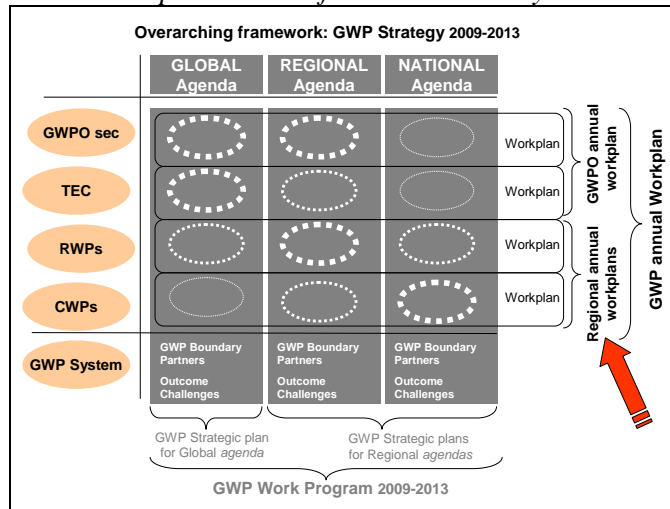 Overarching framework: GWP Strategy 2009-2013
GLOBAL
Agenda
REGIONAL
Agenda
NATIONAL
Agenda
GWPO sec
Workplan
TEC
Workplan
RWPs
Workplan
CWPs
Workplan
GWPO annual
workplan
Regional annual
workplans
GWP annual Workplan
GWP System
GWP Boundary
Partners
Outcome
Challenges
GWP Boundary
Partners
Outcome
Challenges
GWP Boundary
Partners
Outcome
Challenges
GWP Strategic plan
for Global agenda
GWP Strategic plans
for Regional agendas
GWP Work Program 2009-2013